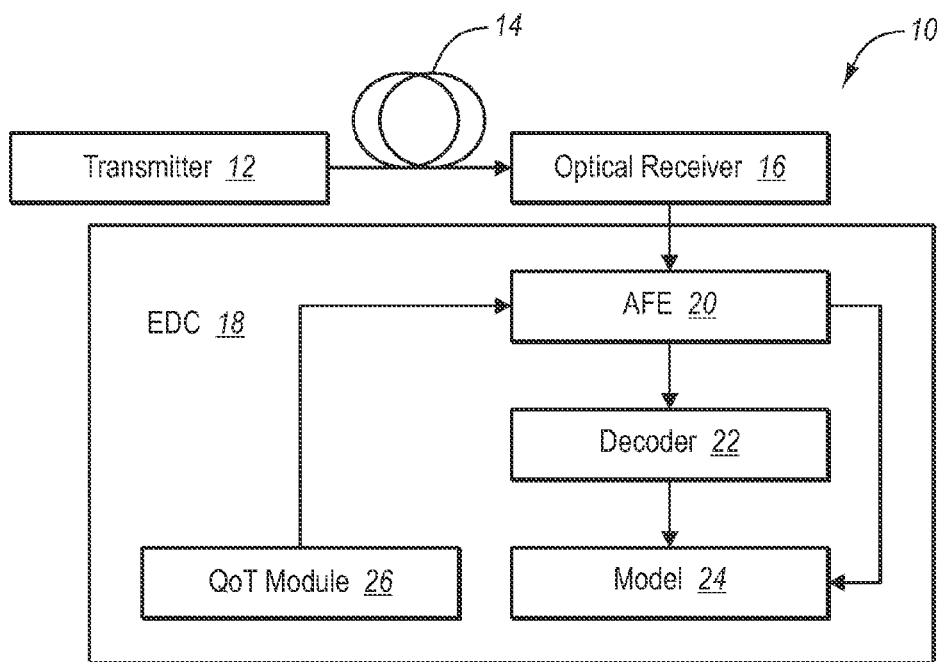 14
10
Transmitter 12
Optical Receiver 16
EDC 18
AFE 20
Decoder 22
QoT Module 26
Model 24